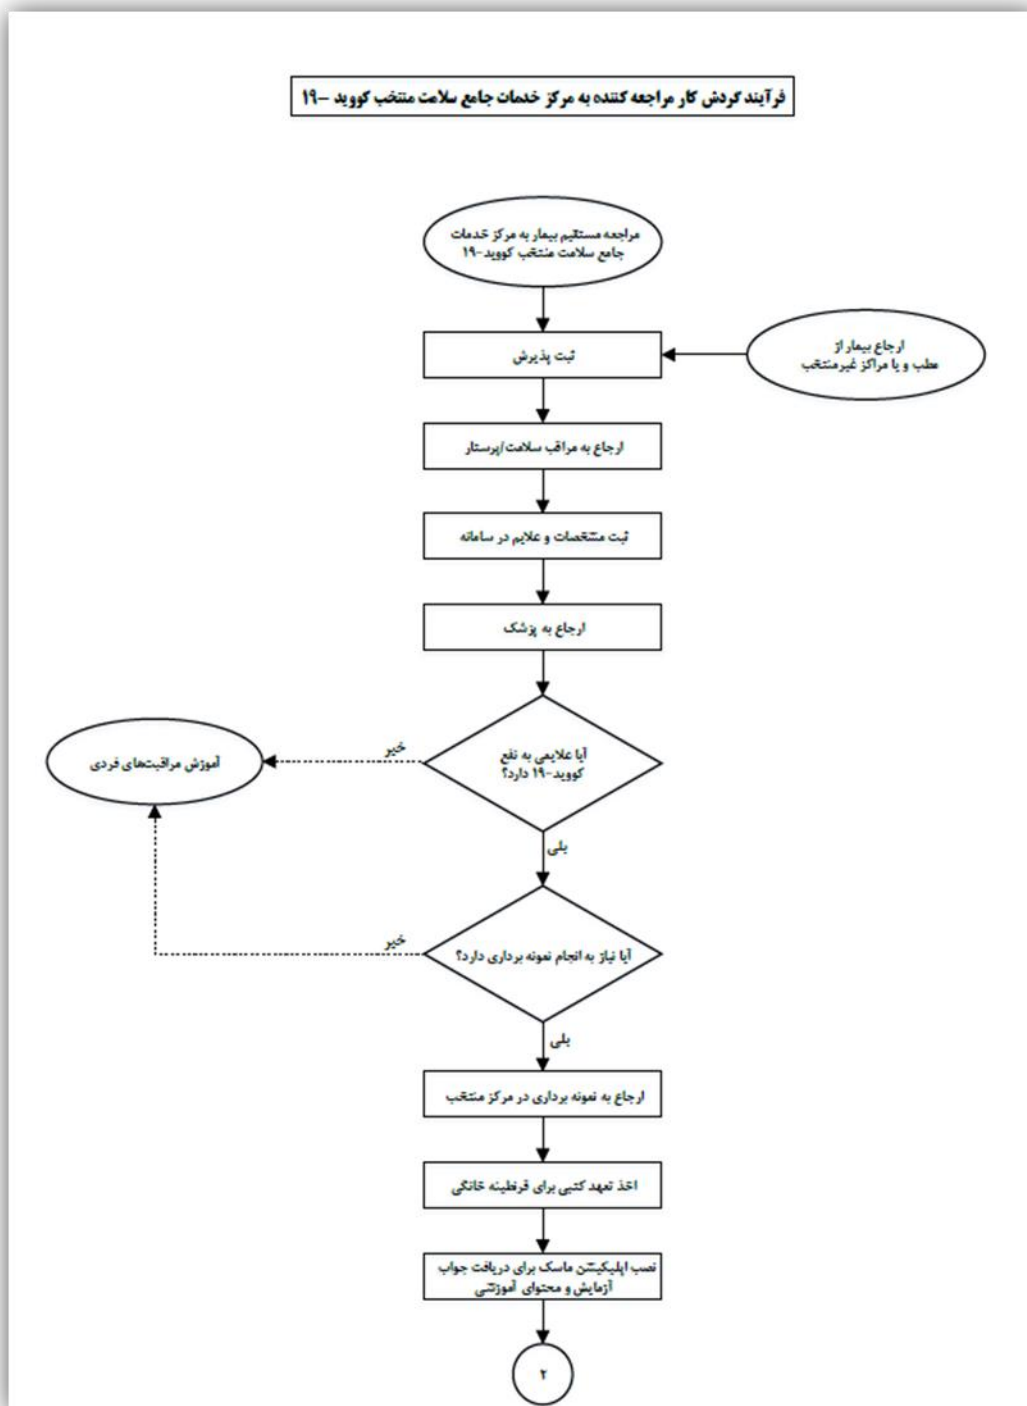 فرآیند گردش کار مراجعه کننده به مرکز خدمات جامع سلامت منتخب کووید -۱۹
مراجعه مستقیم بیمار به مرکز خدمات
جامع سلامت منتخب کووید-۱۹
ثبت پذیرش
ارجاع بیمار از
مطب و یا مراکز غیرمنتخب
ارجاع به مراقب سلامت/پرستار
ثبت مشخصات و علایم در سامانه
ارجاع به پزشک
آیا علایمی به نفع
کووید-۱۹ دارد؟
خیر
آموزش مراقبت‌های فردی
بلی
آیا نیاز به انجام نمونه برداری دارد؟
خیر
بلی
ارجاع به نمونه برداری در مرکز منتخب
اخذ تعهد کتبی برای قرنطینه خانگی
نصب اپلیکیشن ماسک برای دریافت جواب
آزمایش و محتوای آموزشی
۲